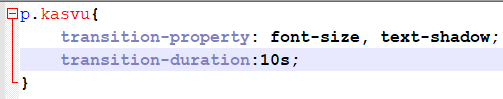 p.kasvu{
transition-property: font-size, text-shadow;
transition-duration:10s;
}